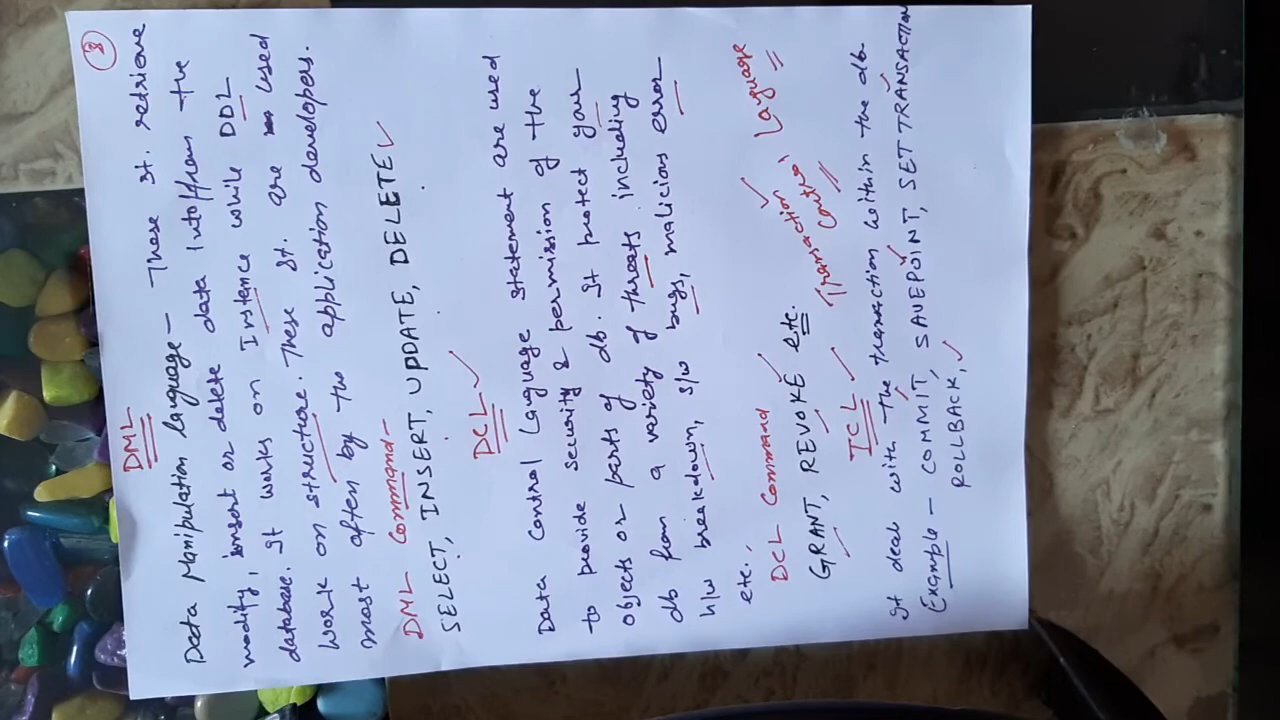 3
DML
Data Manipulation language - These st. retrieve
modify, insert or delete data into/from the
database. It works on Instence while DDL
work on structure. These st. are used
most often by the application developers.
DML Command -
SELECT, INSERT, UPDATE, DELETE
DCL
Data Control Language statement are used
to provide security & permission of the
objects or parts of db. It protect your
db from a variety of threats including
h/w breakdown, s/w bugs, malicious error
etc.
DCL Command
GRANT, REVOKE etc.
TCL Transaction Control Language
Control
It deal with the transction within the db.
Example - COMMIT, SAVEPOINT, SET TRANSACTION
ROLLBACK,